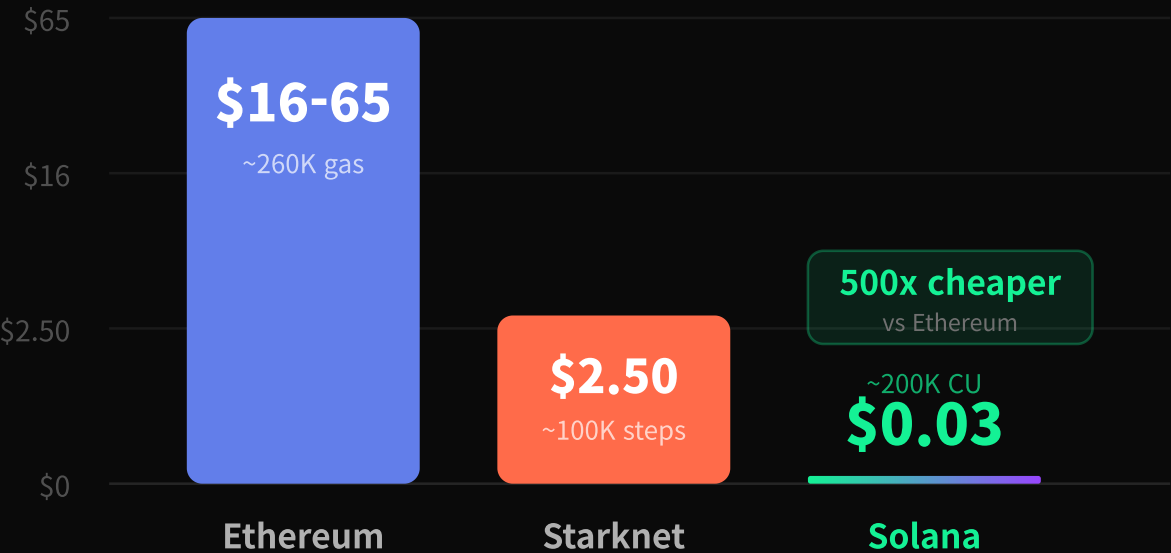 $65
$16-65
~260K gas
$16
500x cheaper
vs Ethereum
$2.50
$2.50
~100K steps
~200K CU
$0.03
$0
Ethereum
Starknet
Solana